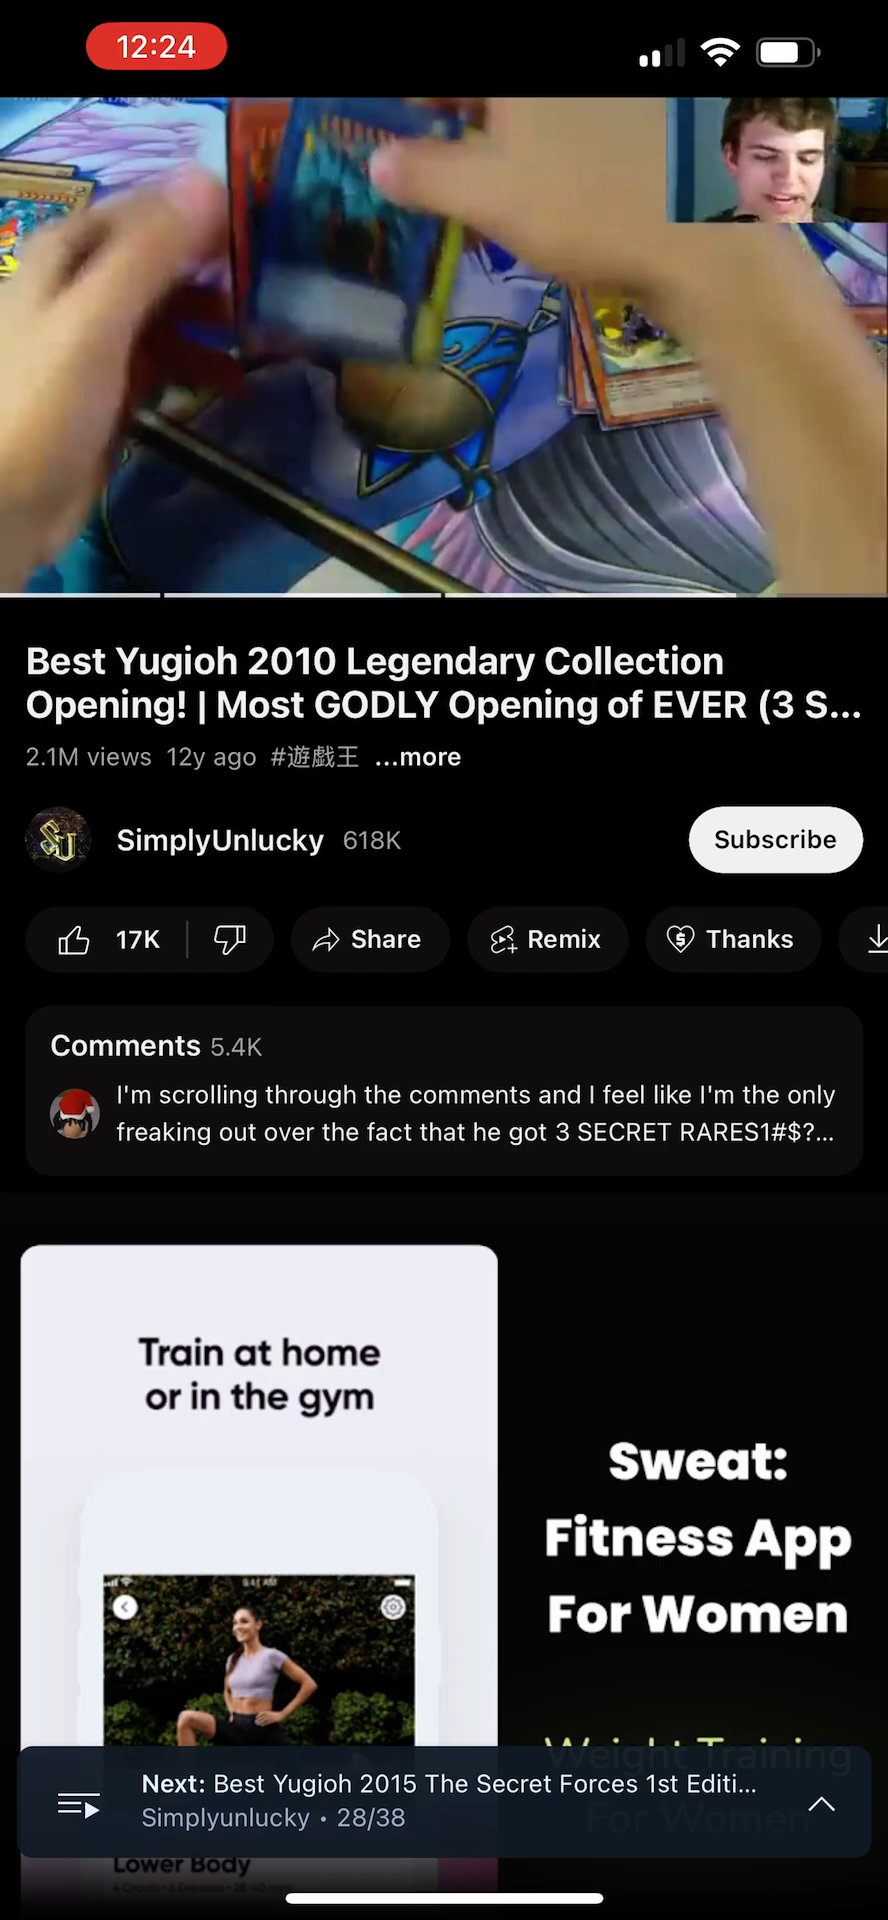 12:24
Best Yugioh 2010 Legendary Collection
Opening! | Most GODLY Opening of EVER (3 S...
2.1M views 12y ago #遊戯王 ...more
SimplyUnlucky 618K
Subscribe
17K
Share
Remix
Thanks
Comments 5.4K
I'm scrolling through the comments and I feel like I'm the only
freaking out over the fact that he got 3 SECRET RARES1#$?...
Train at home
or in the gym
Sweat:
Fitness App
For Women
Weight Training
For Women
Next: Best Yugioh 2015 The Secret Forces 1st Editi...
Simplyunlucky • 28/38
Lower Body